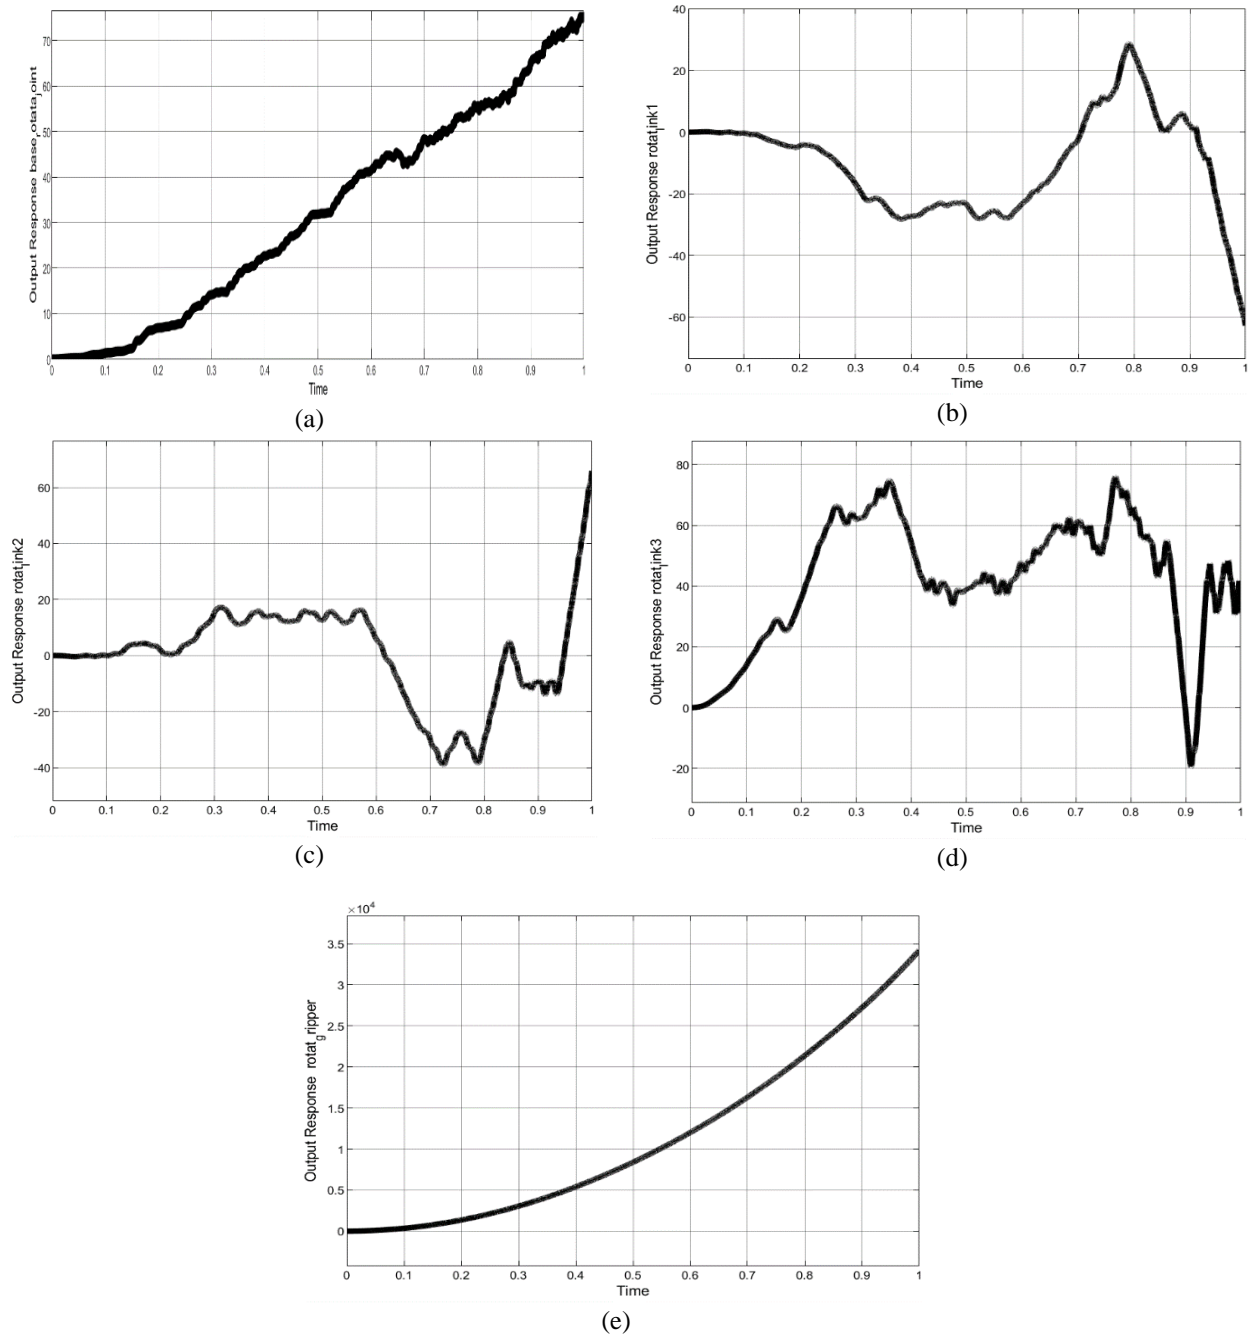 70
60
50
40
30
20
10
0
Output Response base_rotata_joint
0 0.1 0.2 0.3 0.4 0.5 0.6 0.7 0.8 0.9 1
Time
(a)
40
20
0
-20
-40
-60
Output Response rotat_link1
0 0.1 0.2 0.3 0.4 0.5 0.6 0.7 0.8 0.9 1
Time
(b)
60
40
20
0
-20
-40
Output Response rotat_link2
0 0.1 0.2 0.3 0.4 0.5 0.6 0.7 0.8 0.9 1
Time
(c)
80
60
40
20
0
-20
Output Response rotat_link3
0 0.1 0.2 0.3 0.4 0.5 0.6 0.7 0.8 0.9 1
Time
(d)
×10^4
3.5
3
2.5
2
1.5
1
0.5
0
Output Response rotat_gripper
0 0.1 0.2 0.3 0.4 0.5 0.6 0.7 0.8 0.9 1
Time
(e)